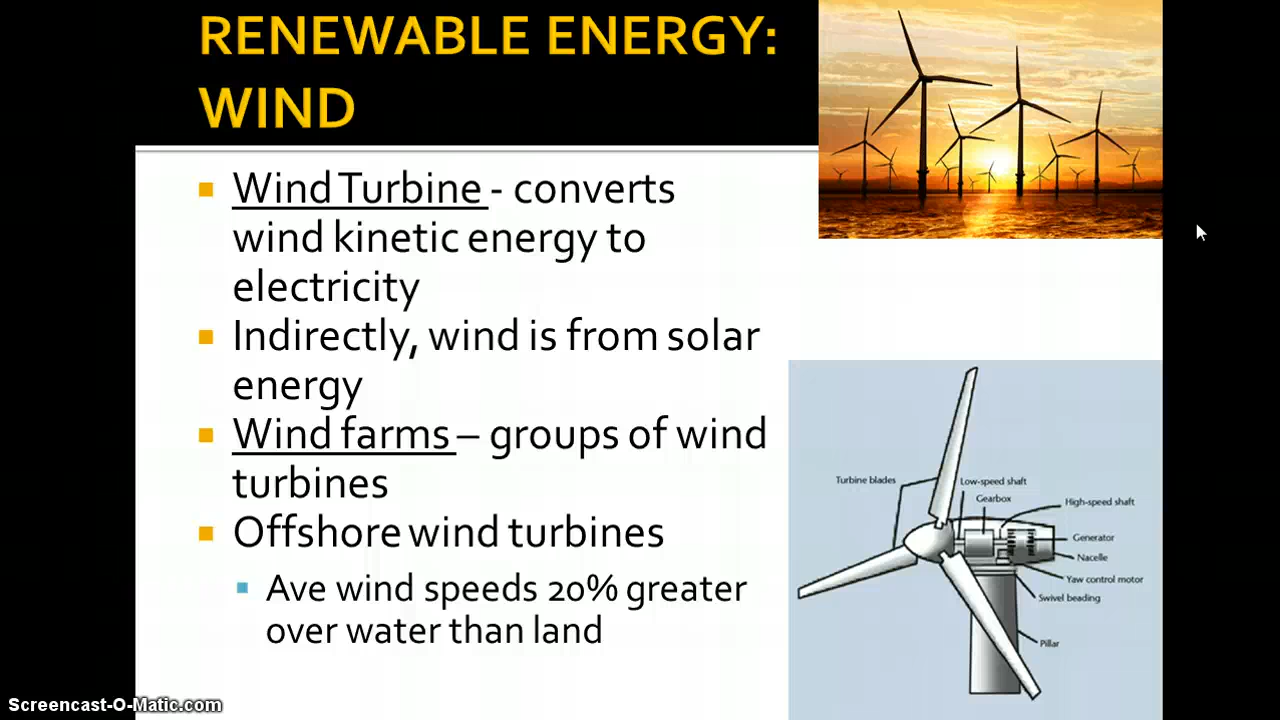 RENEWABLE ENERGY:
WIND
Wind Turbine - converts
wind kinetic energy to
electricity
Indirectly, wind is from solar
energy
Wind farms – groups of wind
turbines
Offshore wind turbines
Ave wind speeds 20% greater
over water than land
Turbine blades
Low-speed shaft
Gearbox
High-speed shaft
Generator
Nacelle
Yaw control motor
Swivel beading
Pillar
Screencast-O-Matic.com